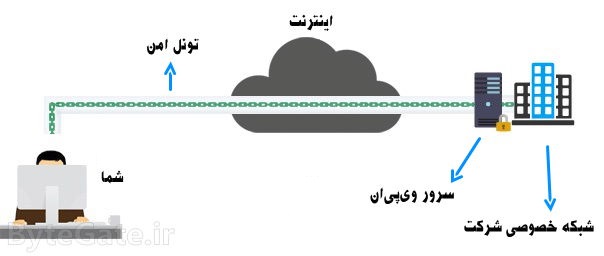 اینترنت
تونل امن
شما
سرور وی‌پی‌ان
شبکه خصوصی شرکت
ByteGate.ir